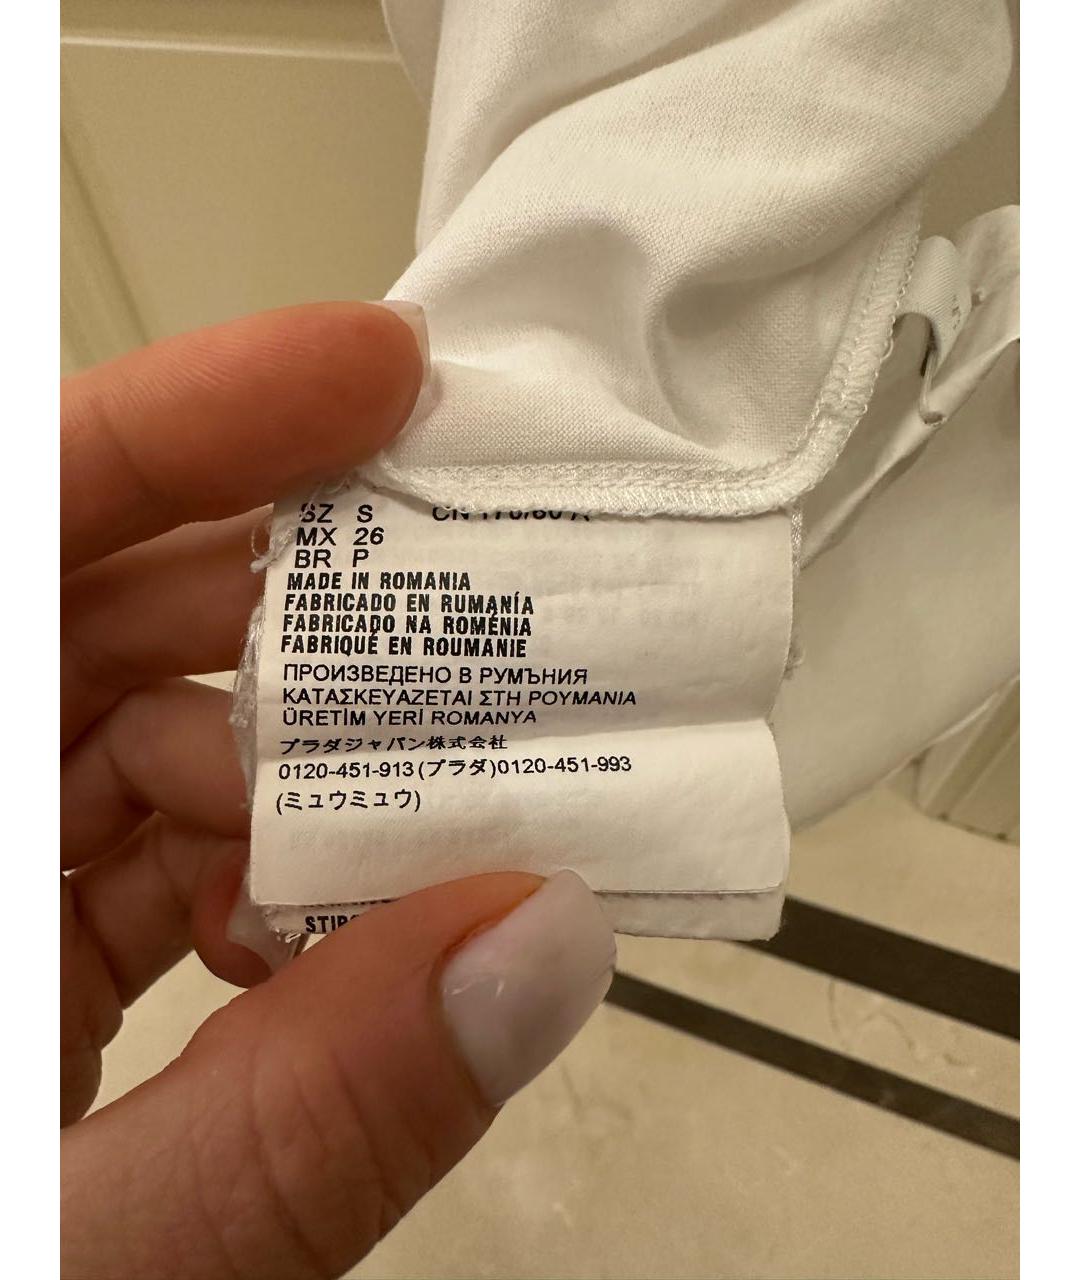 SZ S
MX 26
BR P
MADE IN ROMANIA
FABRICADO EN RUMANÍA
FABRICADO NA ROMÉNIA
FABRIQUÉ EN ROUMANIE
ПРОИЗВЕДЕНО В РУМЪНИЯ
ΚΑΤΑΣΚΕΥΑΖΕΤΑΙ ΣΤΗ ΡΟΥΜΑΝΙΑ
ÜRETİM YERİ ROMANYA
プラダジャパン株式会社
0120-451-913(プラダ)0120-451-993
(ミュウミュウ)